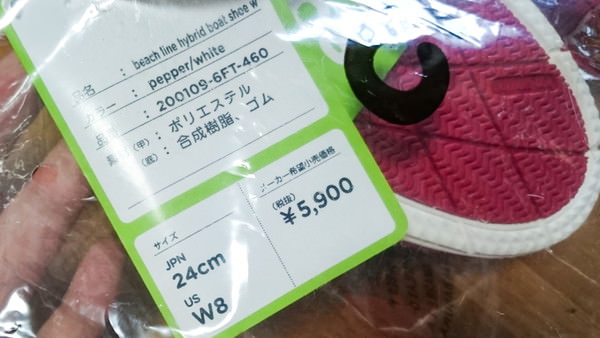 品名 : beach line hybrid boat shoe w
カラー : pepper/white
品 : 200109-6FT-460
(甲) : ポリエステル
(底) : 合成樹脂、ゴム
サイズ
JPN
24cm
US
W8
メーカー希望小売価格
(税抜)
¥5,900